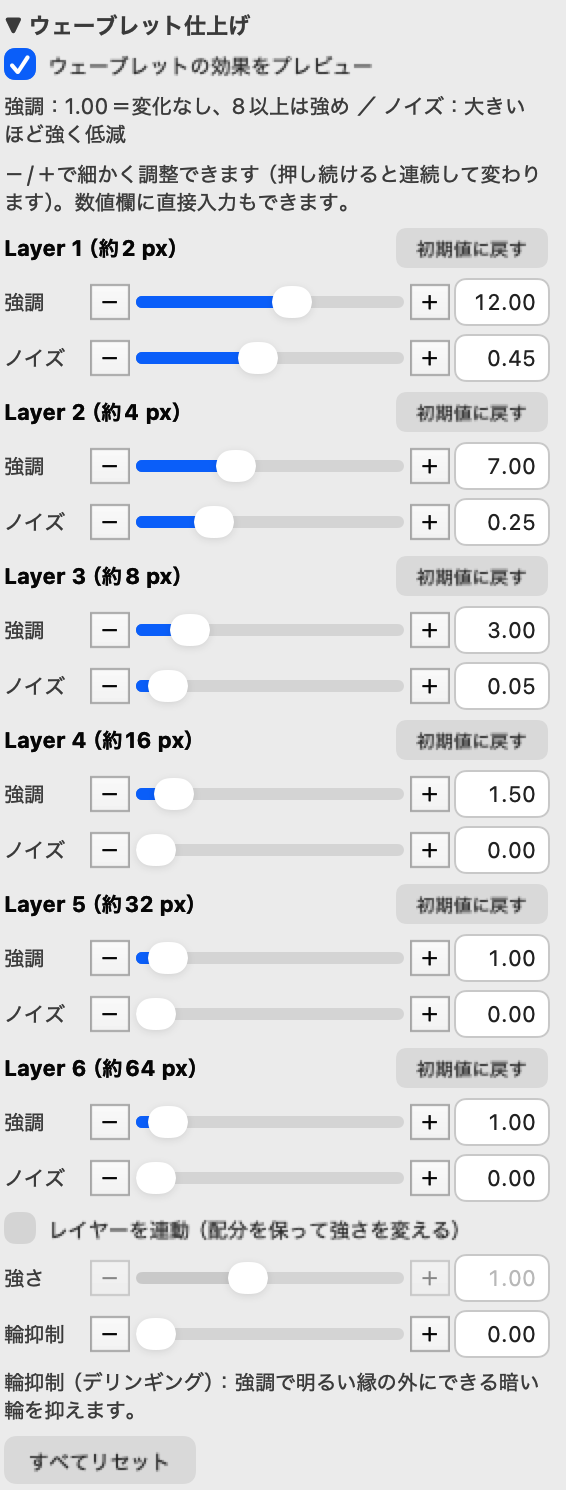 ▼ ウェーブレット仕上げ
ウェーブレットの効果をプレビュー
強調：1.00＝変化なし、8以上は強め ／ ノイズ：大きい
ほど強く低減
−/+で細かく調整できます（押し続けると連続して変わり
ます）。数値欄に直接入力もできます。
Layer 1（約2 px） 初期値に戻す
強調 − + 12.00
ノイズ − + 0.45
Layer 2（約4 px） 初期値に戻す
強調 − + 7.00
ノイズ − + 0.25
Layer 3（約8 px） 初期値に戻す
強調 − + 3.00
ノイズ − + 0.05
Layer 4（約16 px） 初期値に戻す
強調 − + 1.50
ノイズ − + 0.00
Layer 5（約32 px） 初期値に戻す
強調 − + 1.00
ノイズ − + 0.00
Layer 6（約64 px） 初期値に戻す
強調 − + 1.00
ノイズ − + 0.00
レイヤーを連動（配分を保って強さを変える）
強さ − + 1.00
輪抑制 − + 0.00
輪抑制（デリンギング）：強調で明るい縁の外にできる暗い
輪を抑えます。
すべてリセット